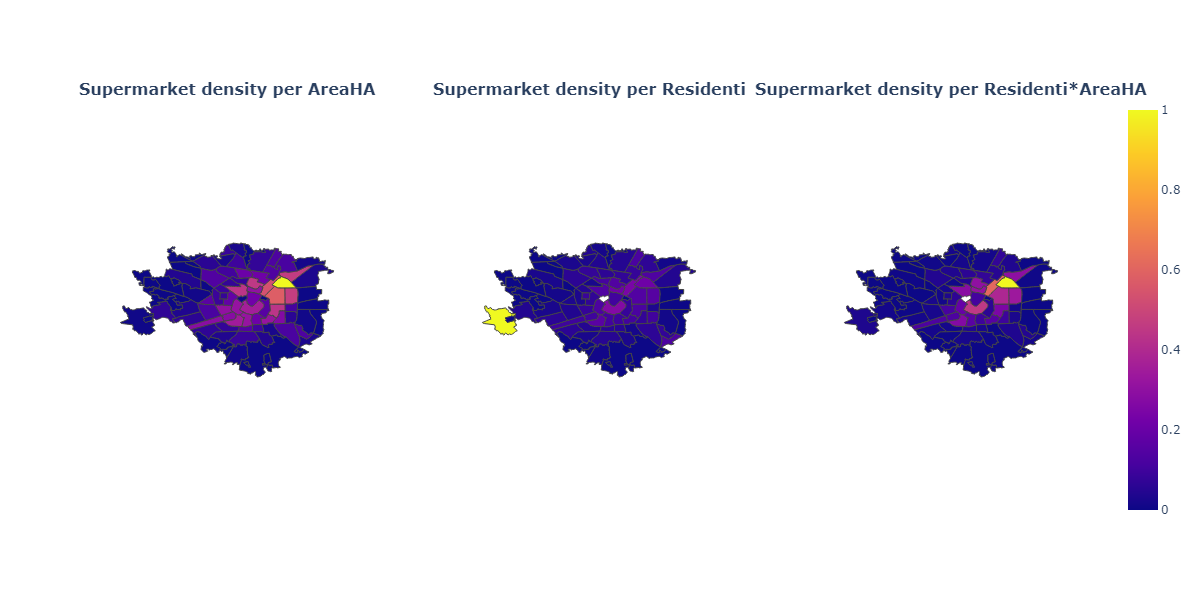 Supermarket density per AreaHA
Supermarket density per Residenti
Supermarket density per Residenti*AreaHA
1
0.8
0.6
0.4
0.2
0